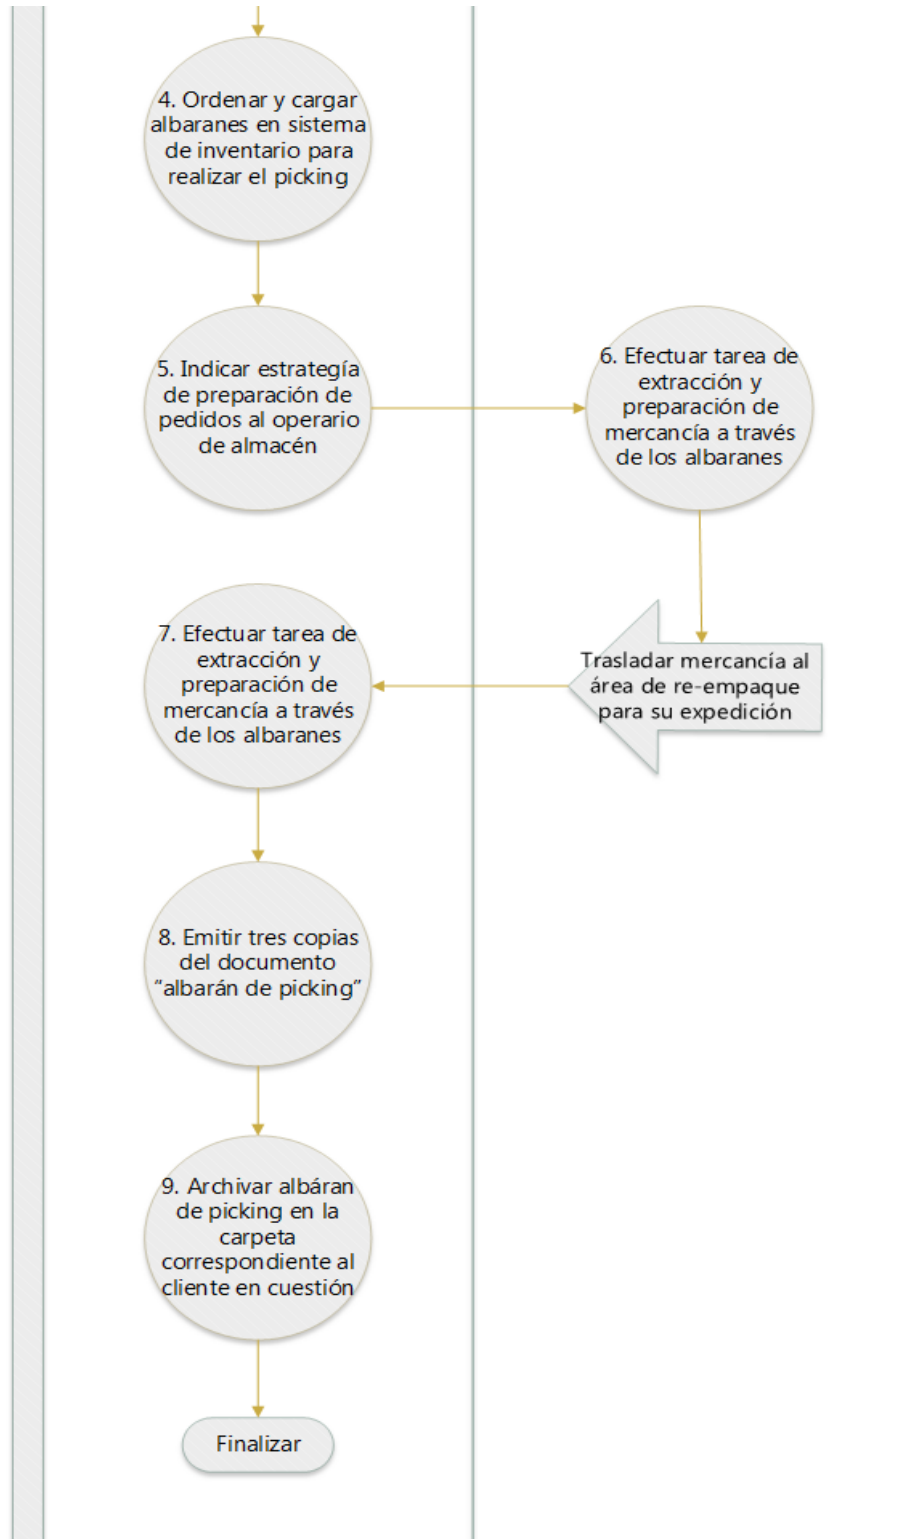 4. Ordenar y cargar
albaranes en sistema
de inventario para
realizar el picking
5. Indicar estrategía
de preparación de
pedidos al operario
de almacén
6. Efectuar tarea de
extracción y
preparación de
mercancía a través
de los albaranes
Trasladar mercancía al
área de re-empaque
para su expedición
7. Efectuar tarea de
extracción y
preparación de
mercancía a través
de los albaranes
8. Emitir tres copias
del documento
“albarán de picking”
9. Archivar albáran
de picking en la
carpeta
correspondiente al
cliente en cuestión
Finalizar